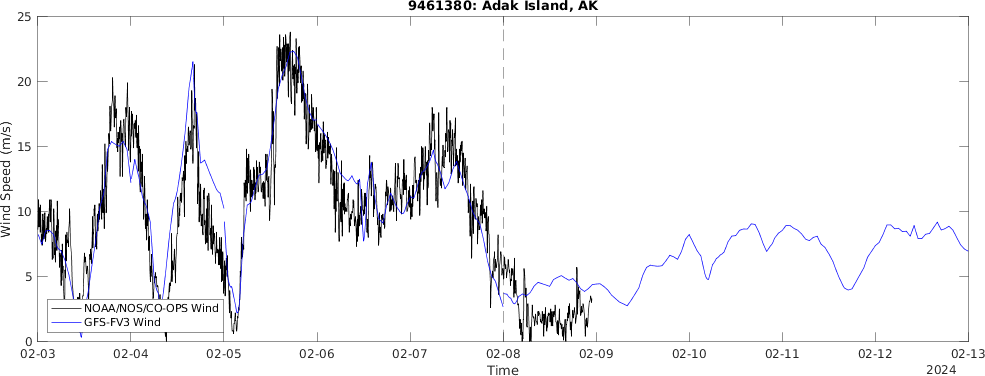 9461380: Adak Island, AK
25
20
15
10
5
0
Wind Speed (m/s)
NOAA/NOS/CO-OPS Wind
GFS-FV3 Wind
02-03 02-04 02-05 02-06 02-07 02-08 02-09 02-10 02-11 02-12 02-13
Time
2024